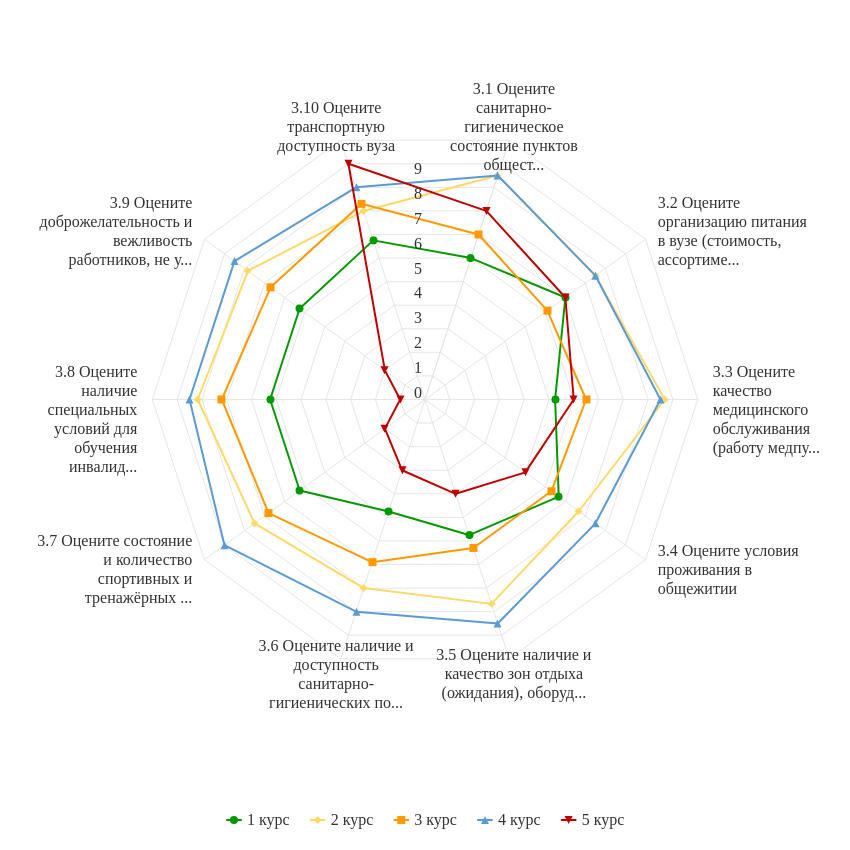 3.1 Оцените
санитарно-
гигиеническое
состояние пунктов
общест...
3.2 Оцените
организацию питания
в вузе (стоимость,
ассортиме...
3.3 Оцените
качество
медицинского
обслуживания
(работу медпу...
3.4 Оцените условия
проживания в
общежитии
3.5 Оцените наличие и
качество зон отдыха
(ожидания), оборуд...
3.6 Оцените наличие и
доступность
санитарно-
гигиенических по...
3.7 Оцените состояние
и количество
спортивных и
тренажёрных ...
3.8 Оцените
наличие
специальных
условий для
обучения
инвалид...
3.9 Оцените
доброжелательность и
вежливость
работников, не у...
3.10 Оцените
транспортную
доступность вуза
9
8
7
6
5
4
3
2
1
0
1 курс
2 курс
3 курс
4 курс
5 курс